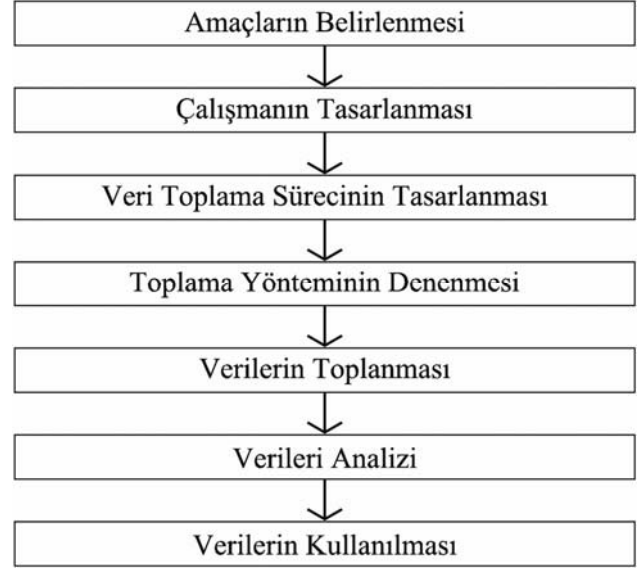 Amaçların Belirlenmesi
Çalışmanın Tasarlanması
Veri Toplama Sürecinin Tasarlanması
Toplama Yönteminin Denenmesi
Verilerin Toplanması
Verileri Analizi
Verilerin Kullanılması